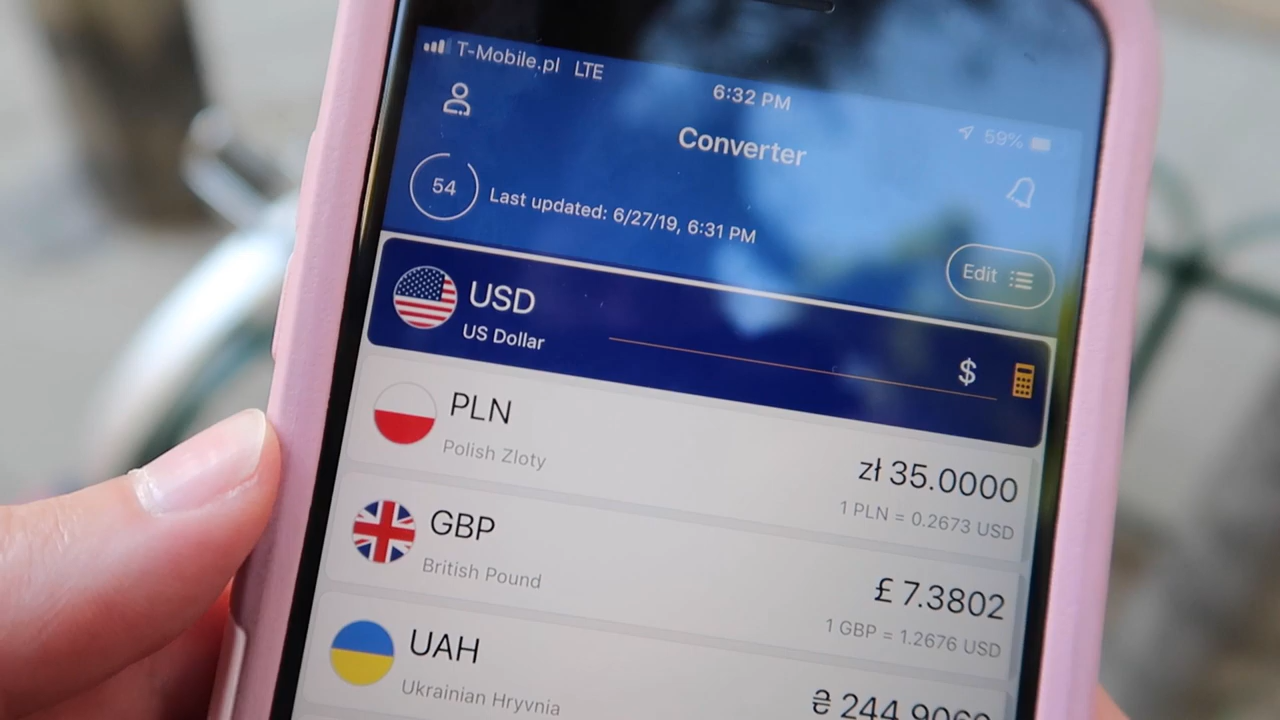 T-Mobile.pl LTE
6:32 PM
59%
Converter
54
Last updated: 6/27/19, 6:31 PM
Edit
USD
US Dollar
$
PLN
Polish Zloty
zł 35.0000
1 PLN = 0.2673 USD
GBP
British Pound
£ 7.3802
1 GBP = 1.2676 USD
UAH
Ukrainian Hryvnia
₴ 244.9060